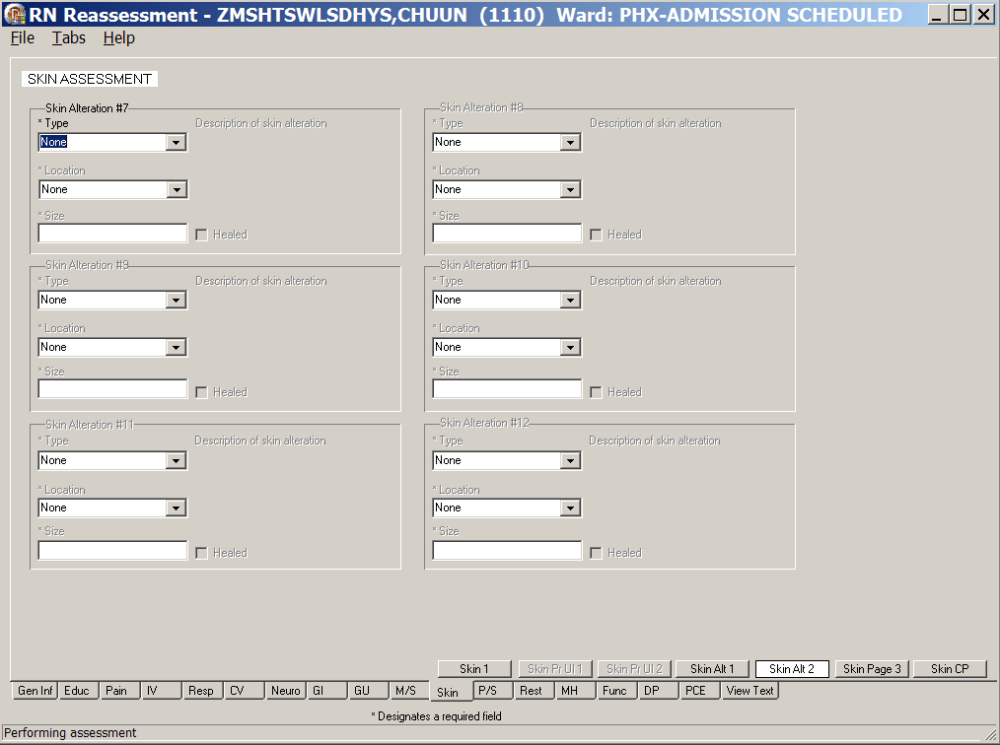 RN Reassessment - ZMSHTSWLSDHYS,CHUUN (1110) Ward: PHX-ADMISSION SCHEDULED
File Tabs Help
SKIN ASSESSMENT
Skin Alteration #7
* Type Description of skin alteration
None
* Location
None
* Size
Healed
Skin Alteration #8
* Type Description of skin alteration
None
* Location
None
* Size
Healed
Skin Alteration #9
* Type Description of skin alteration
None
* Location
None
* Size
Healed
Skin Alteration #10
* Type Description of skin alteration
None
* Location
None
* Size
Healed
Skin Alteration #11
* Type Description of skin alteration
None
* Location
None
* Size
Healed
Skin Alteration #12
* Type Description of skin alteration
None
* Location
None
* Size
Healed
Skin 1 Skin Pr Ul 1 Skin Pr Ul 2 Skin Alt 1 Skin Alt 2 Skin Page 3 Skin CP
Gen Inf Educ Pain IV Resp CV Neuro GI GU M/S Skin P/S Rest MH Func DP PCE View Text
* Designates a required field
Performing assessment